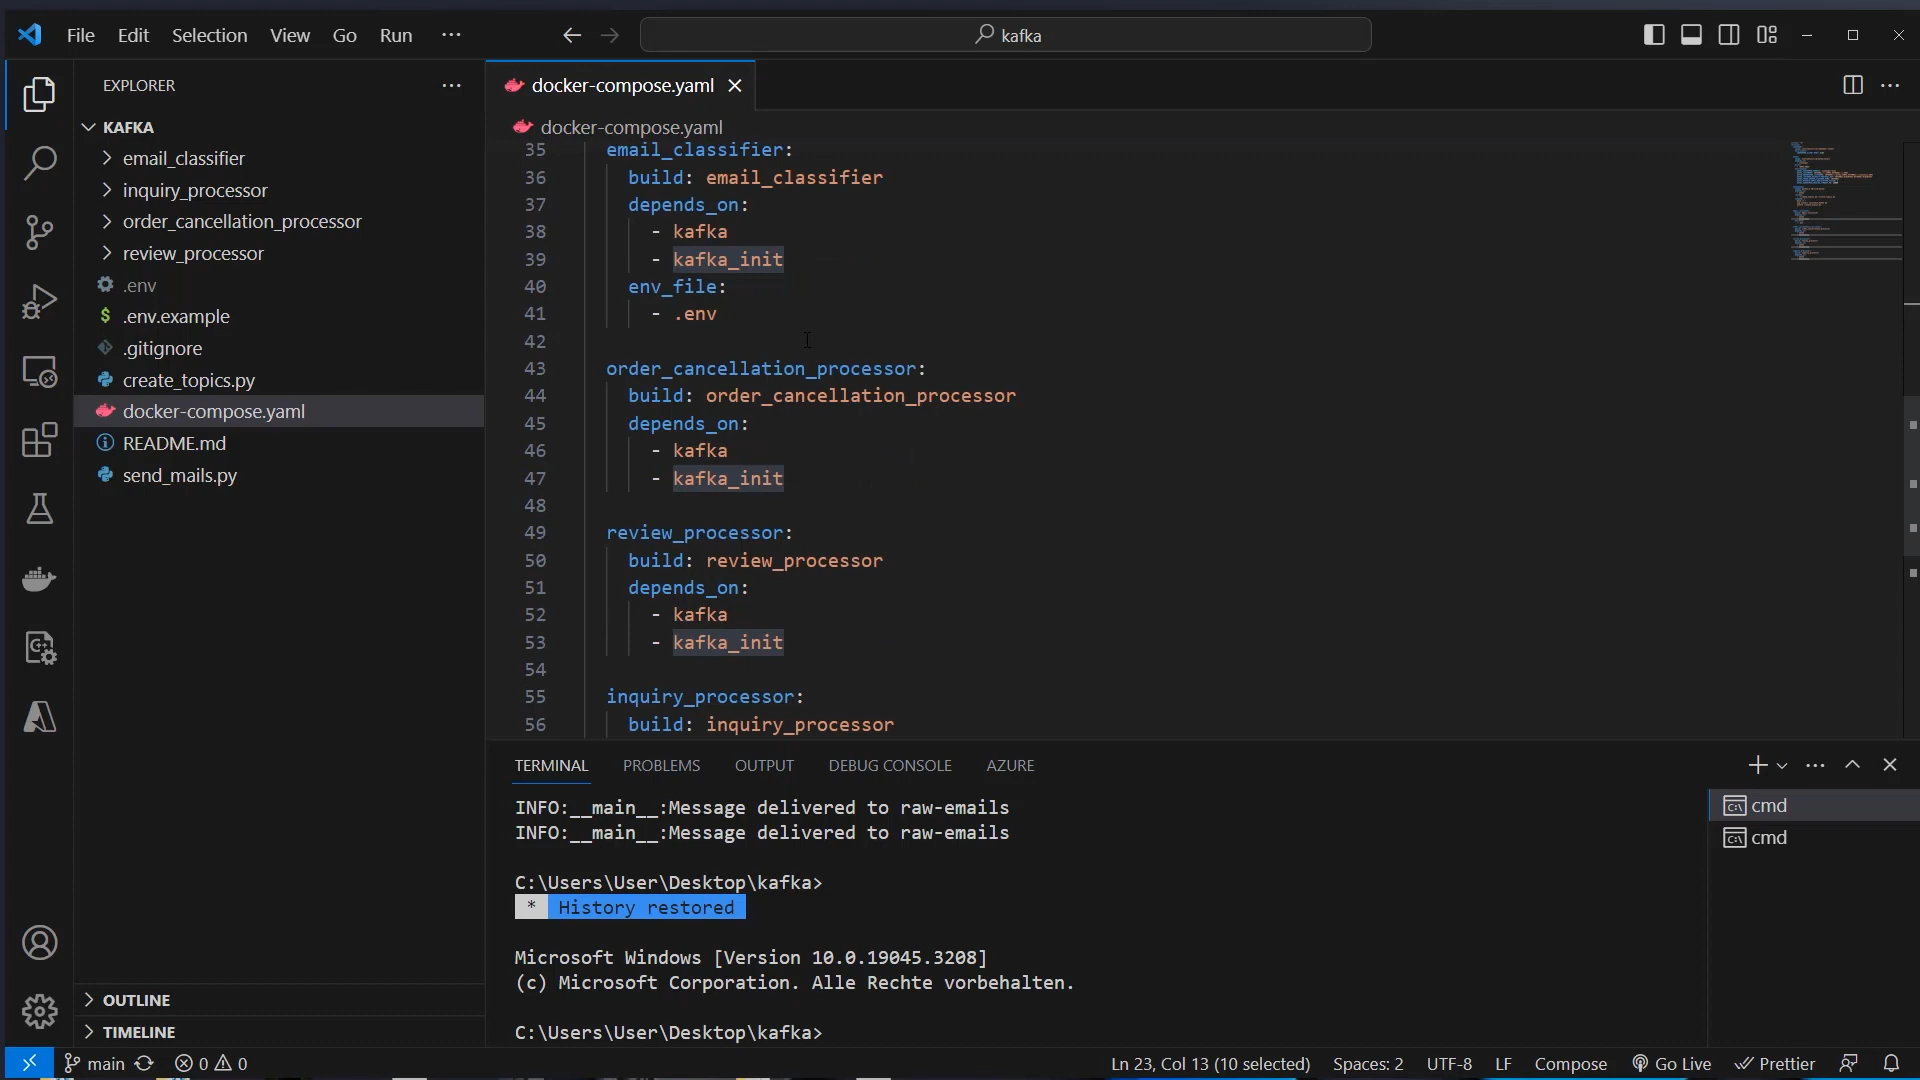 File Edit Selection View Go Run ···
kafka
EXPLORER
KAFKA
email_classifier
inquiry_processor
order_cancellation_processor
review_processor
.env
.env.example
.gitignore
create_topics.py
docker-compose.yaml
README.md
send_mails.py
OUTLINE
TIMELINE
docker-compose.yaml
docker-compose.yaml
35 email_classifier:
36 build: email_classifier
37 depends_on:
38 - kafka
39 - kafka_init
40 env_file:
41 - .env
42
43 order_cancellation_processor:
44 build: order_cancellation_processor
45 depends_on:
46 - kafka
47 - kafka_init
48
49 review_processor:
50 build: review_processor
51 depends_on:
52 - kafka
53 - kafka_init
54
55 inquiry_processor:
56 build: inquiry_processor
TERMINAL PROBLEMS OUTPUT DEBUG CONSOLE AZURE
INFO:__main__:Message delivered to raw-emails
INFO:__main__:Message delivered to raw-emails
C:\Users\User\Desktop\kafka>
* History restored
Microsoft Windows [Version 10.0.19045.3208]
(c) Microsoft Corporation. Alle Rechte vorbehalten.
C:\Users\User\Desktop\kafka>
cmd
cmd
main 0 0 Ln 23, Col 13 (10 selected) Spaces: 2 UTF-8 LF Compose Go Live Prettier